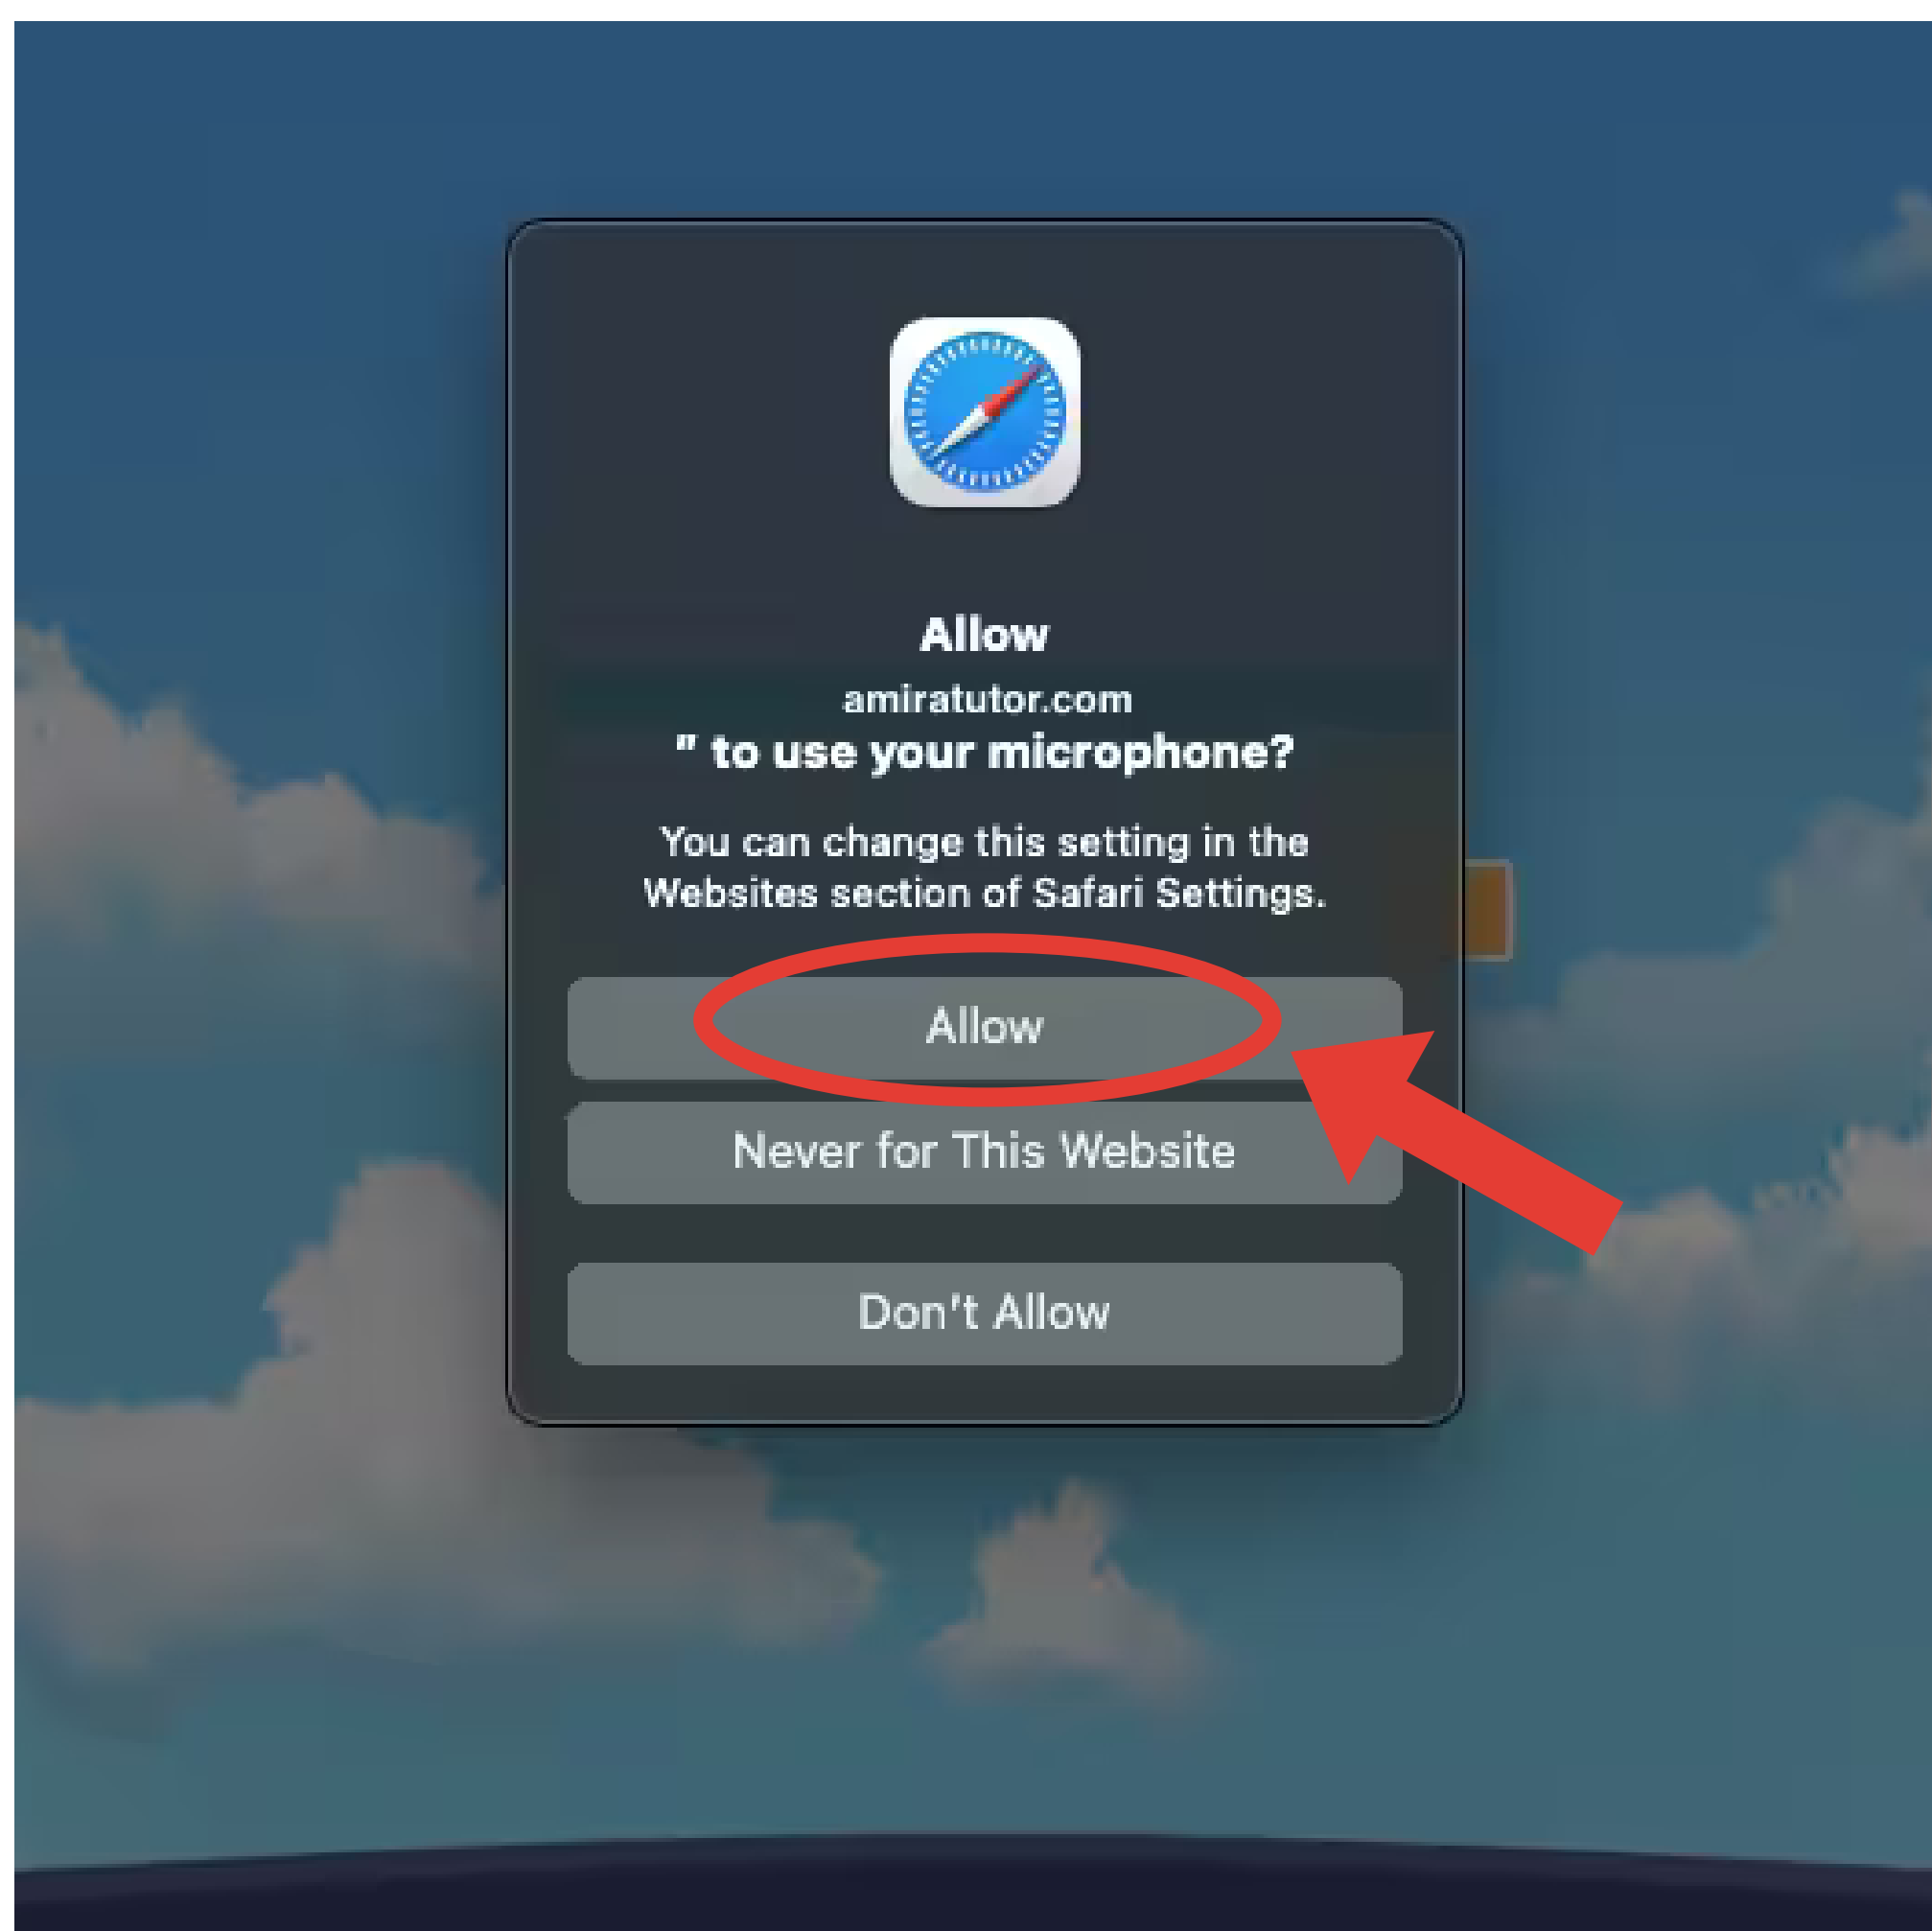 Allow
amiratutor.com
" to use your microphone?
You can change this setting in the
Websites section of Safari Settings.
Allow
Never for This Website
Don't Allow